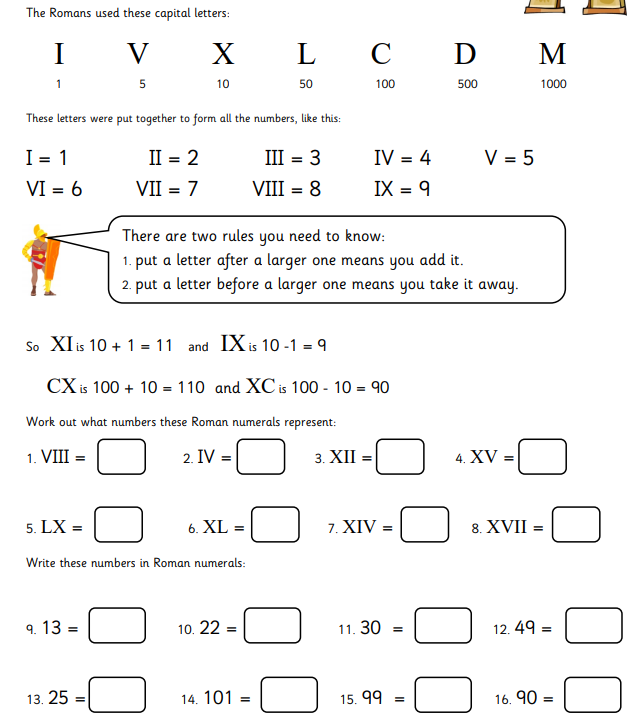 The Romans used these capital letters:
I V X L C D M
1 5 10 50 100 500 1000
These letters were put together to form all the numbers, like this:
I = 1 II = 2 III = 3 IV = 4 V = 5
VI = 6 VII = 7 VIII = 8 IX = 9
There are two rules you need to know:
1. put a letter after a larger one means you add it.
2. put a letter before a larger one means you take it away.
So XI is 10 + 1 = 11 and IX is 10 -1 = 9
CX is 100 + 10 = 110 and XC is 100 - 10 = 90
Work out what numbers these Roman numerals represent:
1. VIII = 2. IV = 3. XII = 4. XV =
5. LX = 6. XL = 7. XIV = 8. XVII =
Write these numbers in Roman numerals:
9. 13 = 10. 22 = 11. 30 = 12. 49 =
13. 25 = 14. 101 = 15. 99 = 16. 90 =